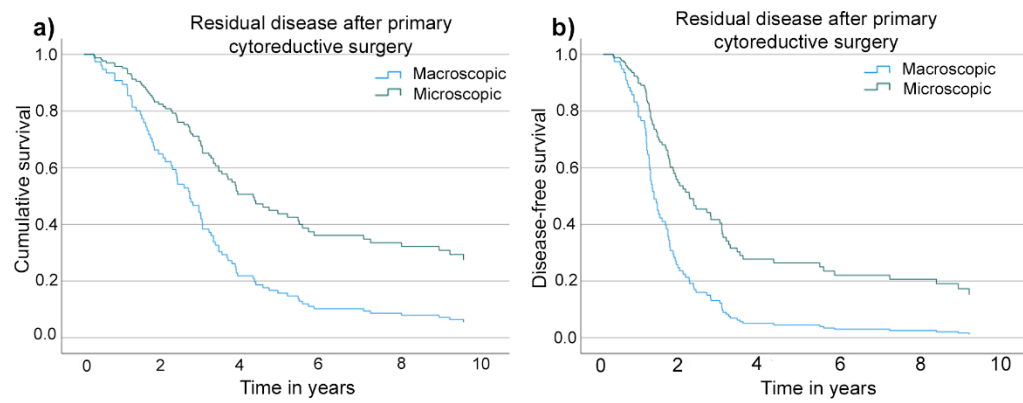 a)
Residual disease after primary
cytoreductive surgery
Macroscopic
Microscopic
Cumulative survival
1.0
0.8
0.6
0.4
0.2
0.0
0 2 4 6 8 10
Time in years
b)
Residual disease after primary
cytoreductive surgery
Macroscopic
Microscopic
Disease-free survival
1.0
0.8
0.6
0.4
0.2
0.0
0 2 4 6 8 10
Time in years